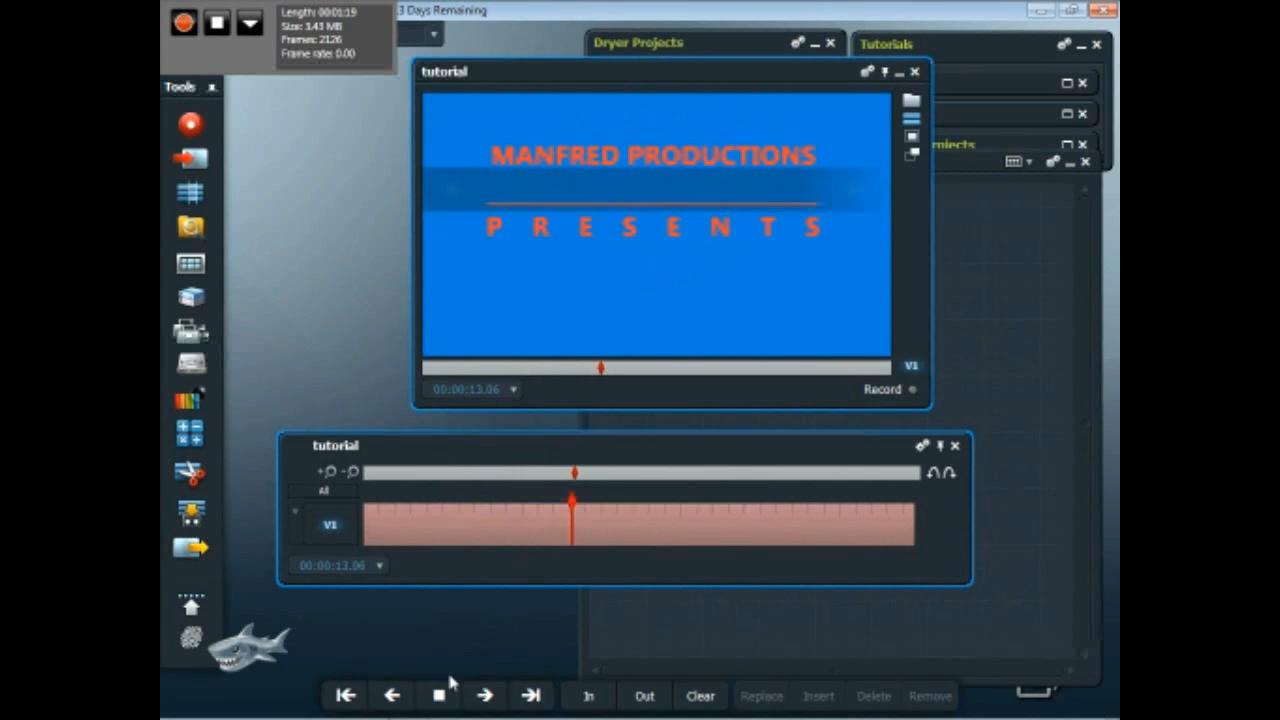 Length: 00:01:19
Size: 3.43 MB
Frames: 2126
Frame rate: 0.00
3 Days Remaining
Tools
Dryer Projects
Tutorials
tutorial
MANFRED PRODUCTIONS
PRESENTS
V1
00:00:13.06
Record
tutorial
All
V1
00:00:13.06
In
Out
Clear
Replace
Insert
Delete
Remove